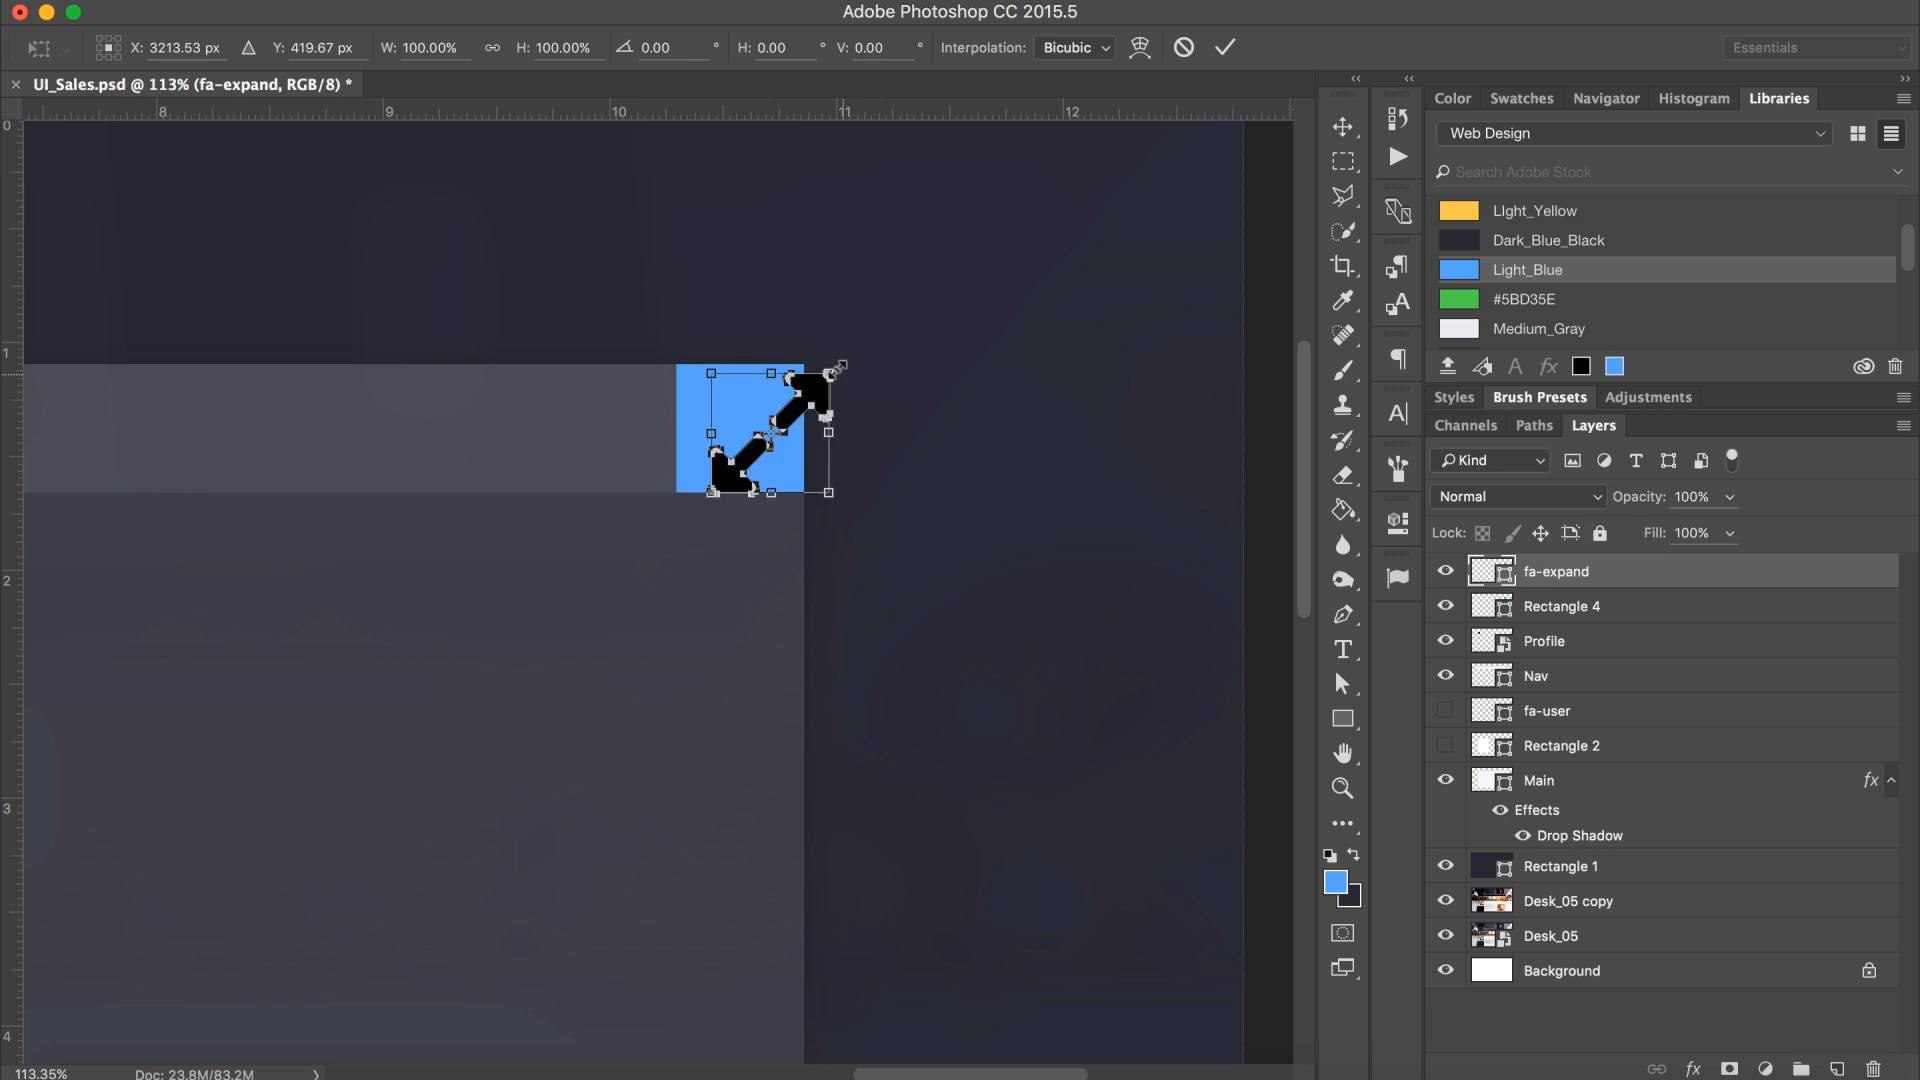 Adobe Photoshop CC 2015.5
X: 3213.53 px Y: 419.67 px W: 100.00% H: 100.00% 0.00 ° H: 0.00 ° V: 0.00 ° Interpolation: Bicubic Essentials
UI_Sales.psd @ 113% (fa-expand, RGB/8) *
8 9 10 11 12
0
1
2
3
4
Color Swatches Navigator Histogram Libraries
Web Design
Search Adobe Stock
LIght_Yellow
Dark_Blue_Black
Light_Blue
#5BD35E
Medium_Gray
A fx
Styles Brush Presets Adjustments
Channels Paths Layers
Kind
Normal Opacity: 100%
Lock: Fill: 100%
fa-expand
Rectangle 4
Profile
Nav
fa-user
Rectangle 2
Main fx
Effects
Drop Shadow
Rectangle 1
Desk_05 copy
Desk_05
Background
fx
113.35% Doc: 23.8M/83.2M